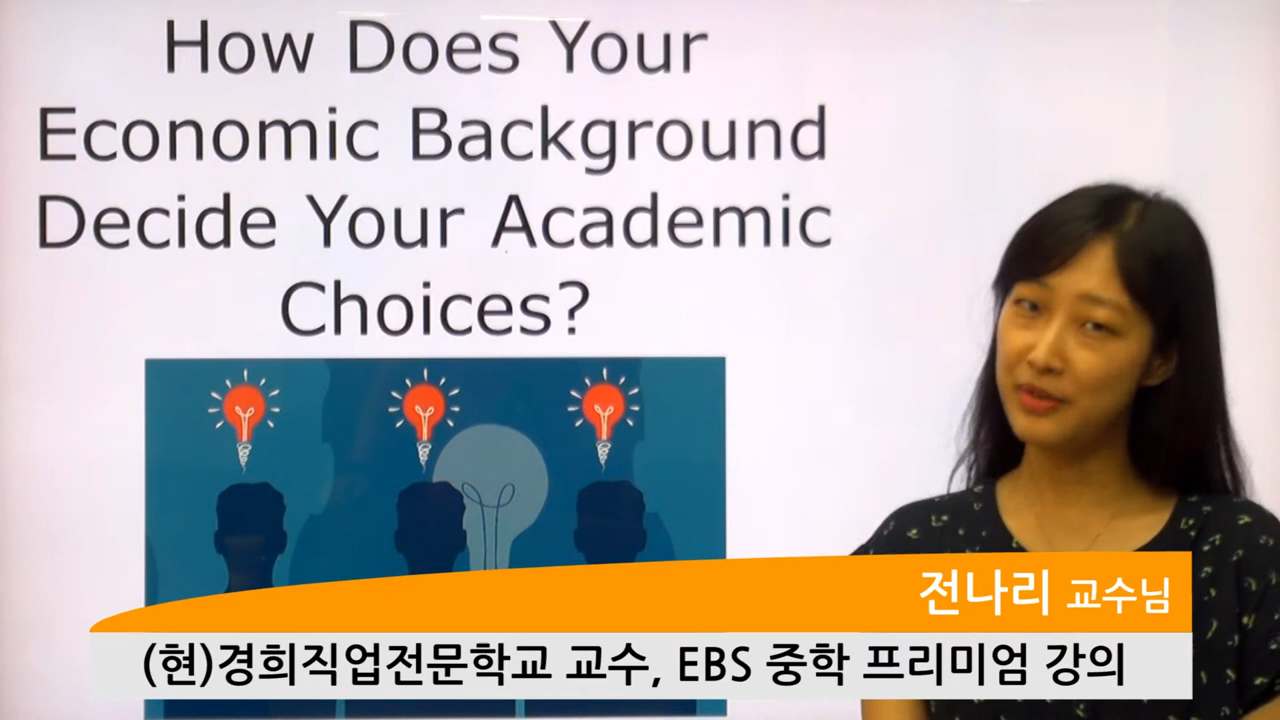 How Does Your
Economic Background
Decide Your Academic
Choices?
전나리 교수님
(현)경희직업전문학교 교수, EBS 중학 프리미엄 강의